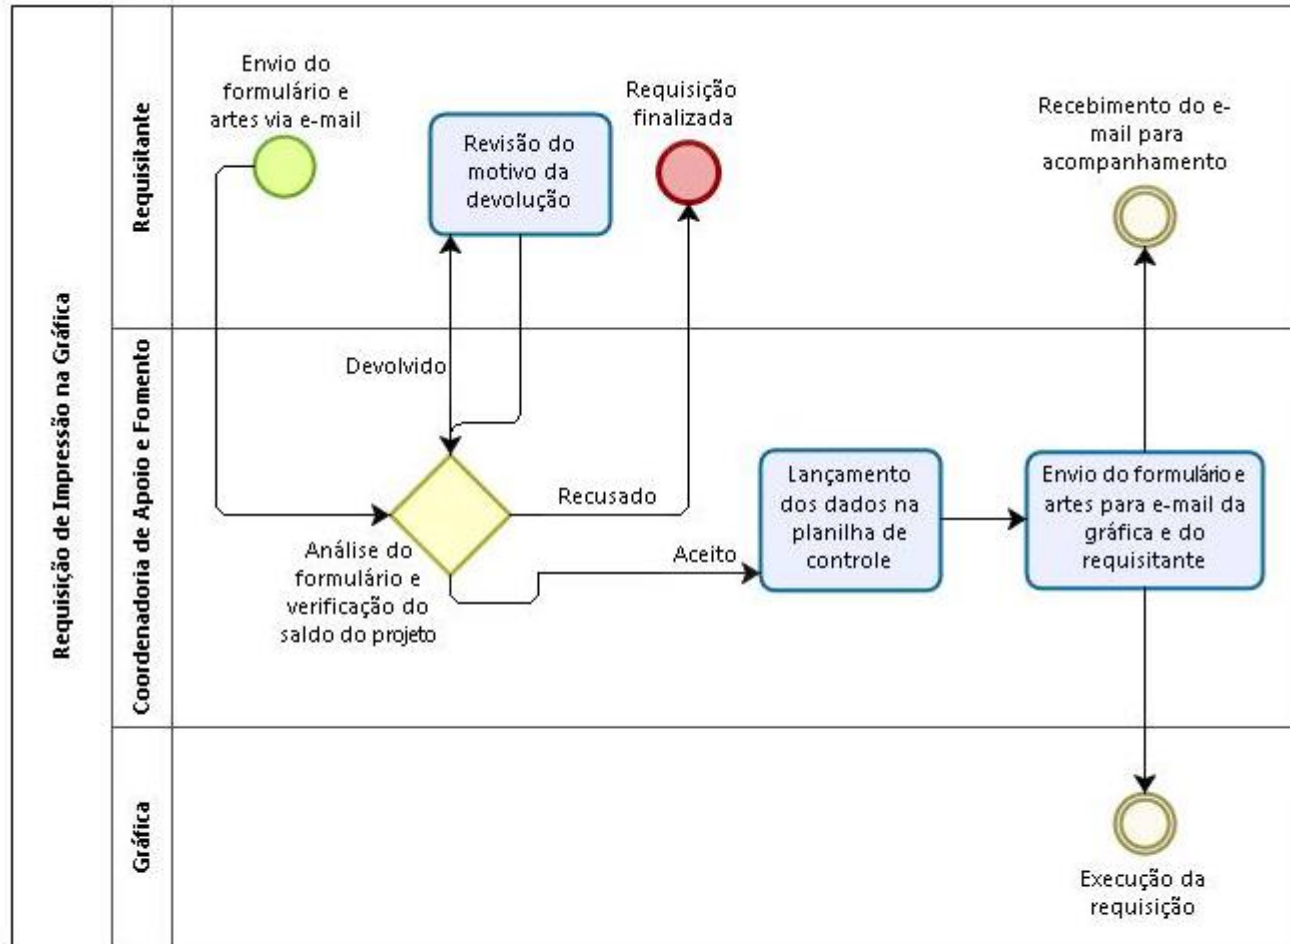 Requisição de Impressão na Gráfica
Requisitante
Envio do
formulário e
artes via e-mail
Revisão do
motivo da
devolução
Requisição
finalizada
Recebimento do e-
mail para
acompanhamento
Coordenadoria de Apoio e Fomento
Devolvido
Recusado
Aceito
Análise do
formulário e
verificação do
saldo do projeto
Lançamento
dos dados na
planilha de
controle
Envio do formulário e
artes para e-mail da
gráfica e do
requisitante
Gráfica
Execução da
requisição